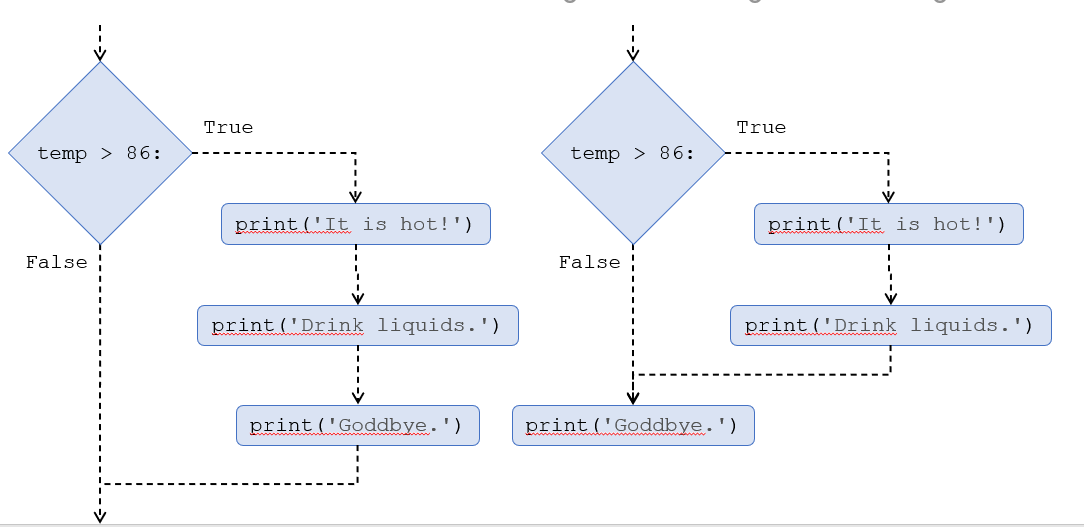 True
temp > 86:
print('It is hot!')
False
print('Drink liquids.')
print('Goddbye.')
True
temp > 86:
print('It is hot!')
False
print('Drink liquids.')
print('Goddbye.')